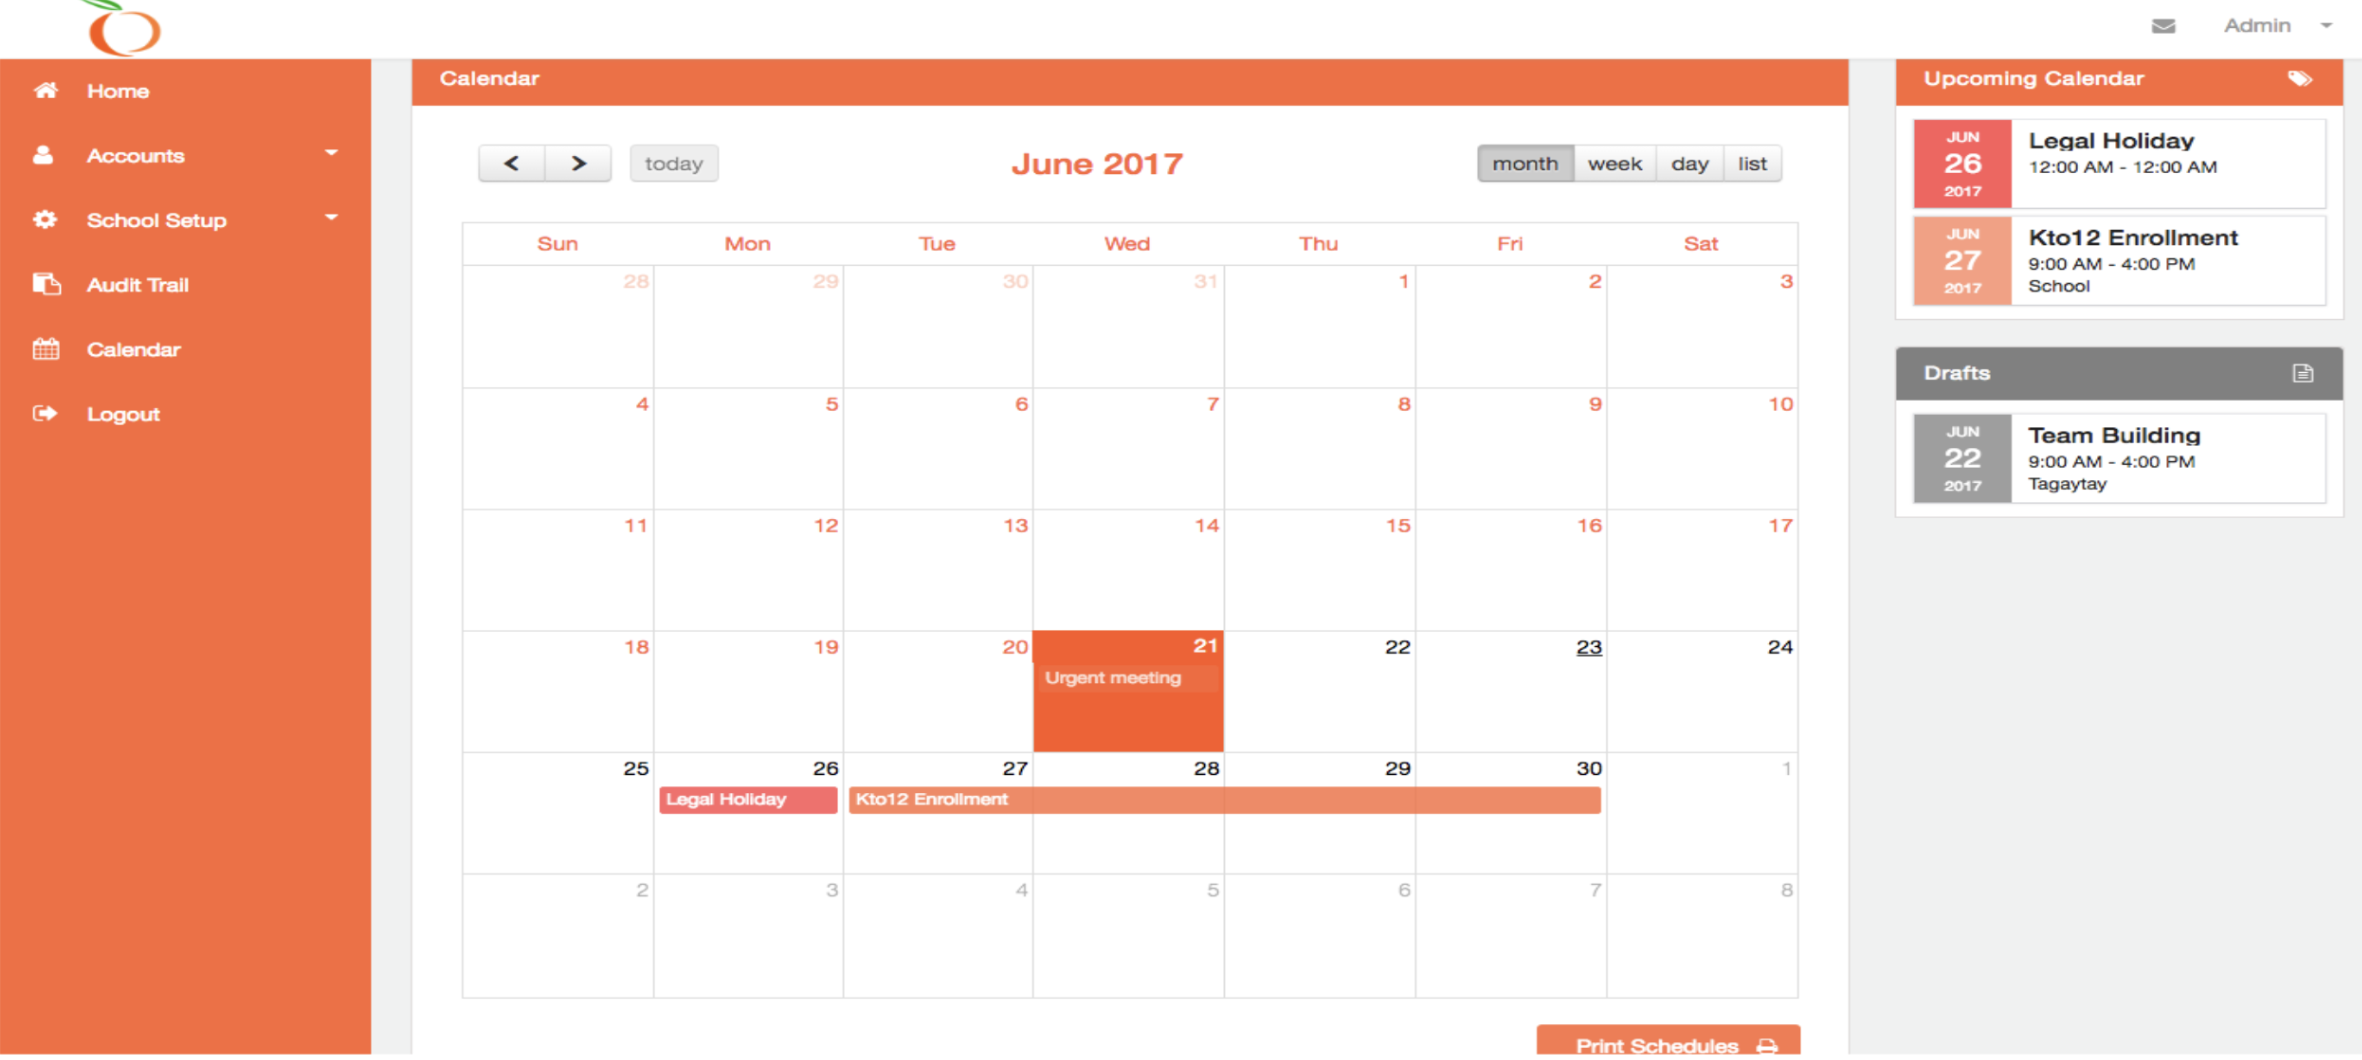 Admin
Home
Accounts
School Setup
Audit Trail
Calendar
Logout
Calendar
today
June 2017
month week day list
Sun Mon Tue Wed Thu Fri Sat
28 29 30 31 1 2 3
4 5 6 7 8 9 10
11 12 13 14 15 16 17
18 19 20 21 22 23 24
Urgent meeting
25 26 27 28 29 30 1
Legal Holiday Kto12 Enrollment
2 3 4 5 6 7 8
Print Schedules
Upcoming Calendar
JUN
26
2017
Legal Holiday
12:00 AM - 12:00 AM
JUN
27
2017
Kto12 Enrollment
9:00 AM - 4:00 PM
School
Drafts
JUN
22
2017
Team Building
9:00 AM - 4:00 PM
Tagaytay